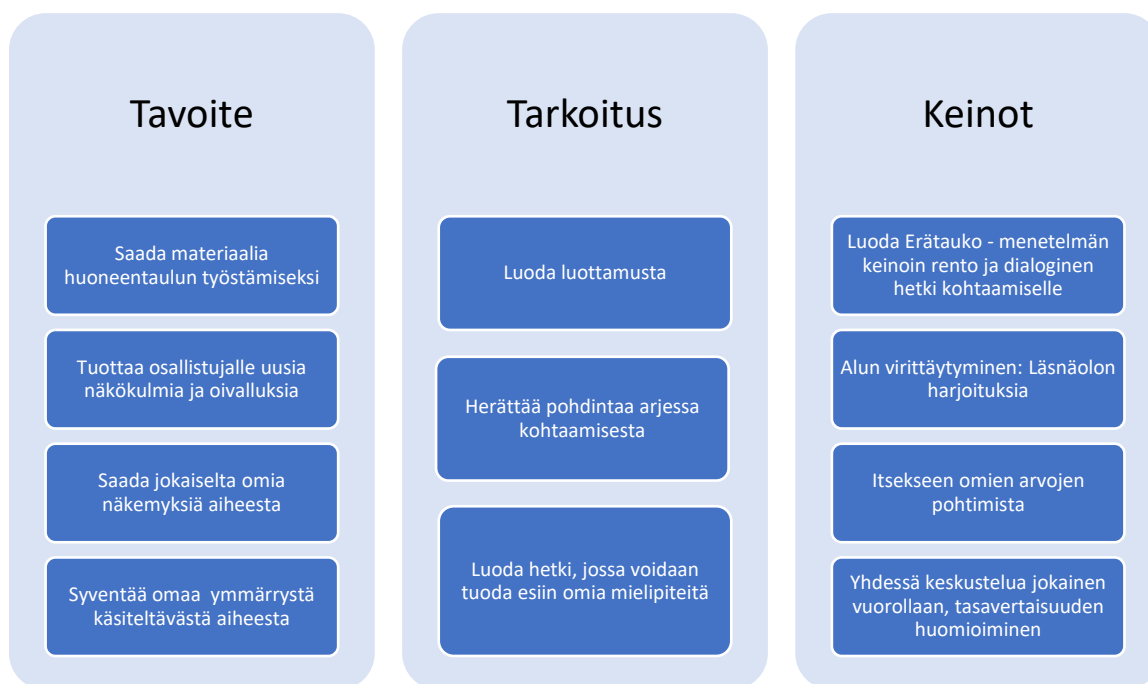 Tavoite
Saada materiaalia
huoneentaulun työstämiseksi
Tuottaa osallistujalle uusia
näkökulmia ja oivalluksia
Saada jokaiselta omia
näkemyksiä aiheesta
Syventää omaa  ymmärrystä
käsiteltävästä aiheesta
Tarkoitus
Luoda luottamusta
Herättää pohdintaa arjessa
kohtaamisesta
Luoda hetki, jossa voidaan
tuoda esiin omia mielipiteitä
Keinot
Luoda Erätauko - menetelmän
keinoin rento ja dialoginen
hetki kohtaamiselle
Alun virittäytyminen: Läsnäolon
harjoituksia
Itsekseen omien arvojen
pohtimista
Yhdessä keskustelua jokainen
vuorollaan, tasavertaisuuden
huomioiminen